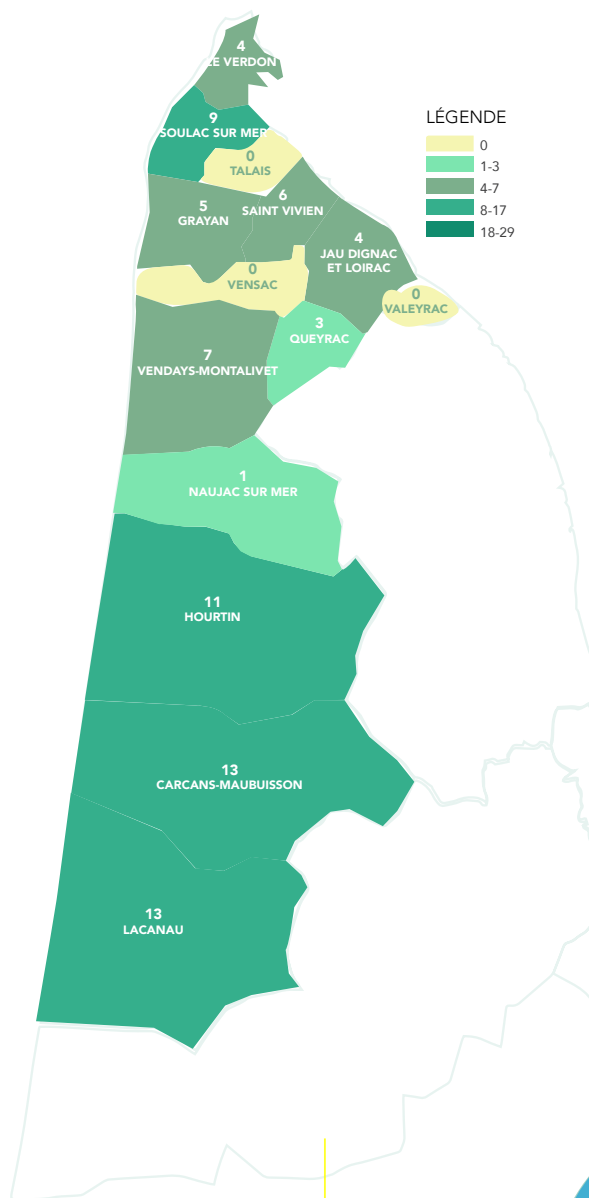 4
LE VERDON
9
SOULAC SUR MER
0
TALAIS
LÉGENDE
0
1-3
4-7
8-17
18-29
5
GRAYAN
6
SAINT VIVIEN
4
JAU DIGNAC
ET LOIRAC
0
VENSAC
0
VALEYRAC
3
QUEYRAC
7
VENDAYS-MONTALIVET
1
NAUJAC SUR MER
11
HOURTIN
13
CARCANS-MAUBUISSON
13
LACANAU